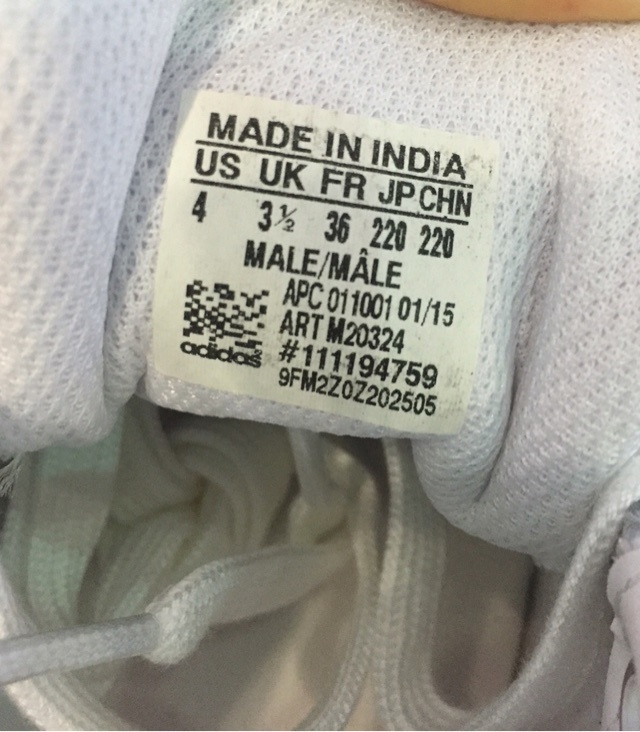 MADE IN INDIA
US UK FR JP CHN
4 3½ 36 220 220
MALE/MÂLE
APC 011001 01/15
ART M20324
#111194759
adidas
9FM2Z0Z202505